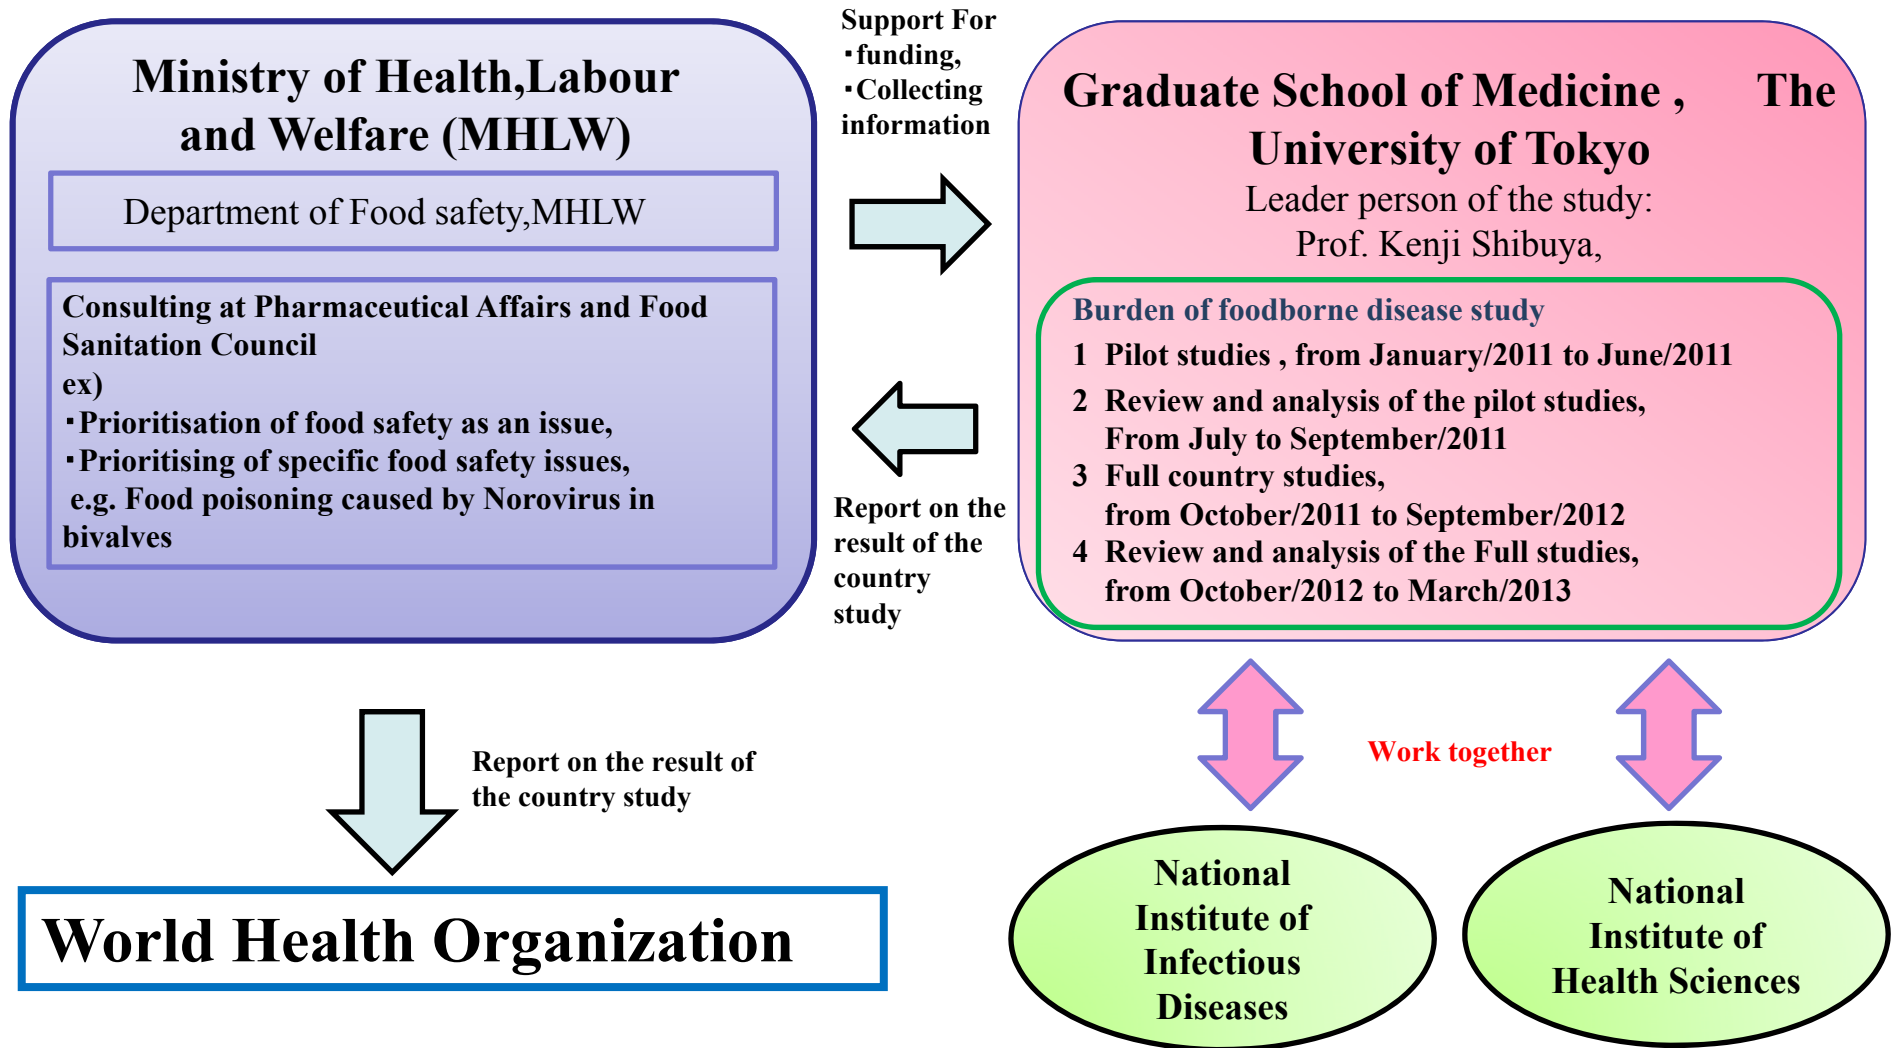 Ministry of Health,Labour
and Welfare (MHLW)
Department of Food safety,MHLW
Consulting at Pharmaceutical Affairs and Food
Sanitation Council
ex)
･Prioritisation of food safety as an issue,
･Prioritising of specific food safety issues,
e.g. Food poisoning caused by Norovirus in
bivalves
Support For
･funding,
･Collecting
information
Report on the
result of the
country
study
Graduate School of Medicine , The
University of Tokyo
Leader person of the study:
Prof. Kenji Shibuya,
Burden of foodborne disease study
1 Pilot studies , from January/2011 to June/2011
2 Review and analysis of the pilot studies,
From July to September/2011
3 Full country studies,
from October/2011 to September/2012
4 Review and analysis of the Full studies,
from October/2012 to March/2013
Report on the result of
the country study
Work together
World Health Organization
National
Institute of
Infectious
Diseases
National
Institute of
Health Sciences